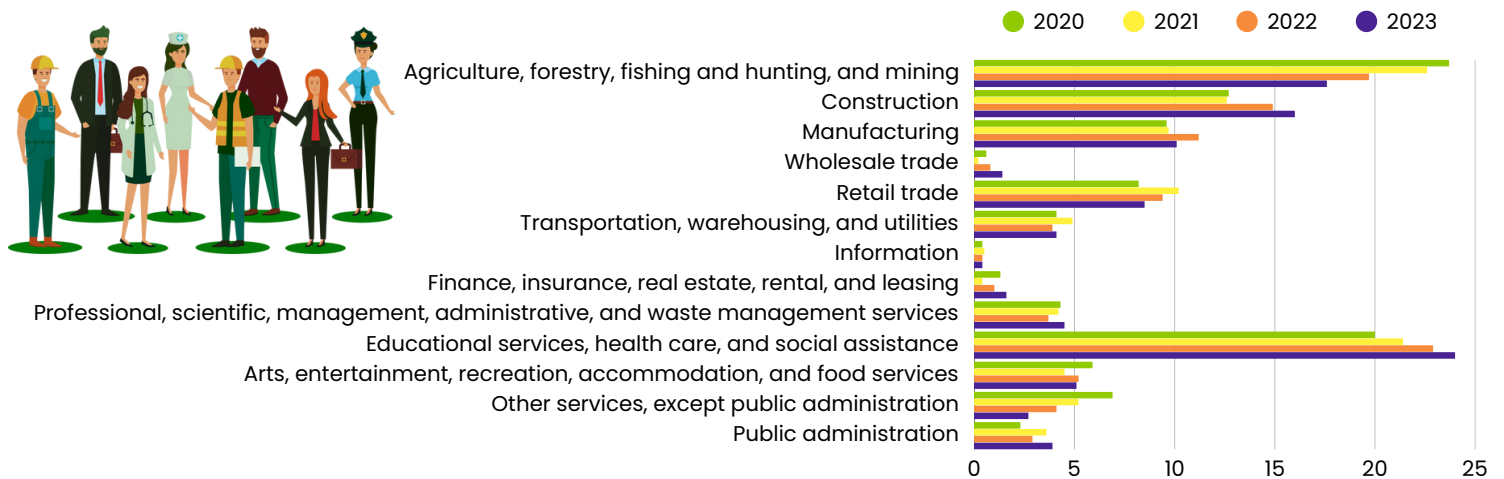 2020 2021 2022 2023
Agriculture, forestry, fishing and hunting, and mining
Construction
Manufacturing
Wholesale trade
Retail trade
Transportation, warehousing, and utilities
Information
Finance, insurance, real estate, rental, and leasing
Professional, scientific, management, administrative, and waste management services
Educational services, health care, and social assistance
Arts, entertainment, recreation, accommodation, and food services
Other services, except public administration
Public administration
0 5 10 15 20 25